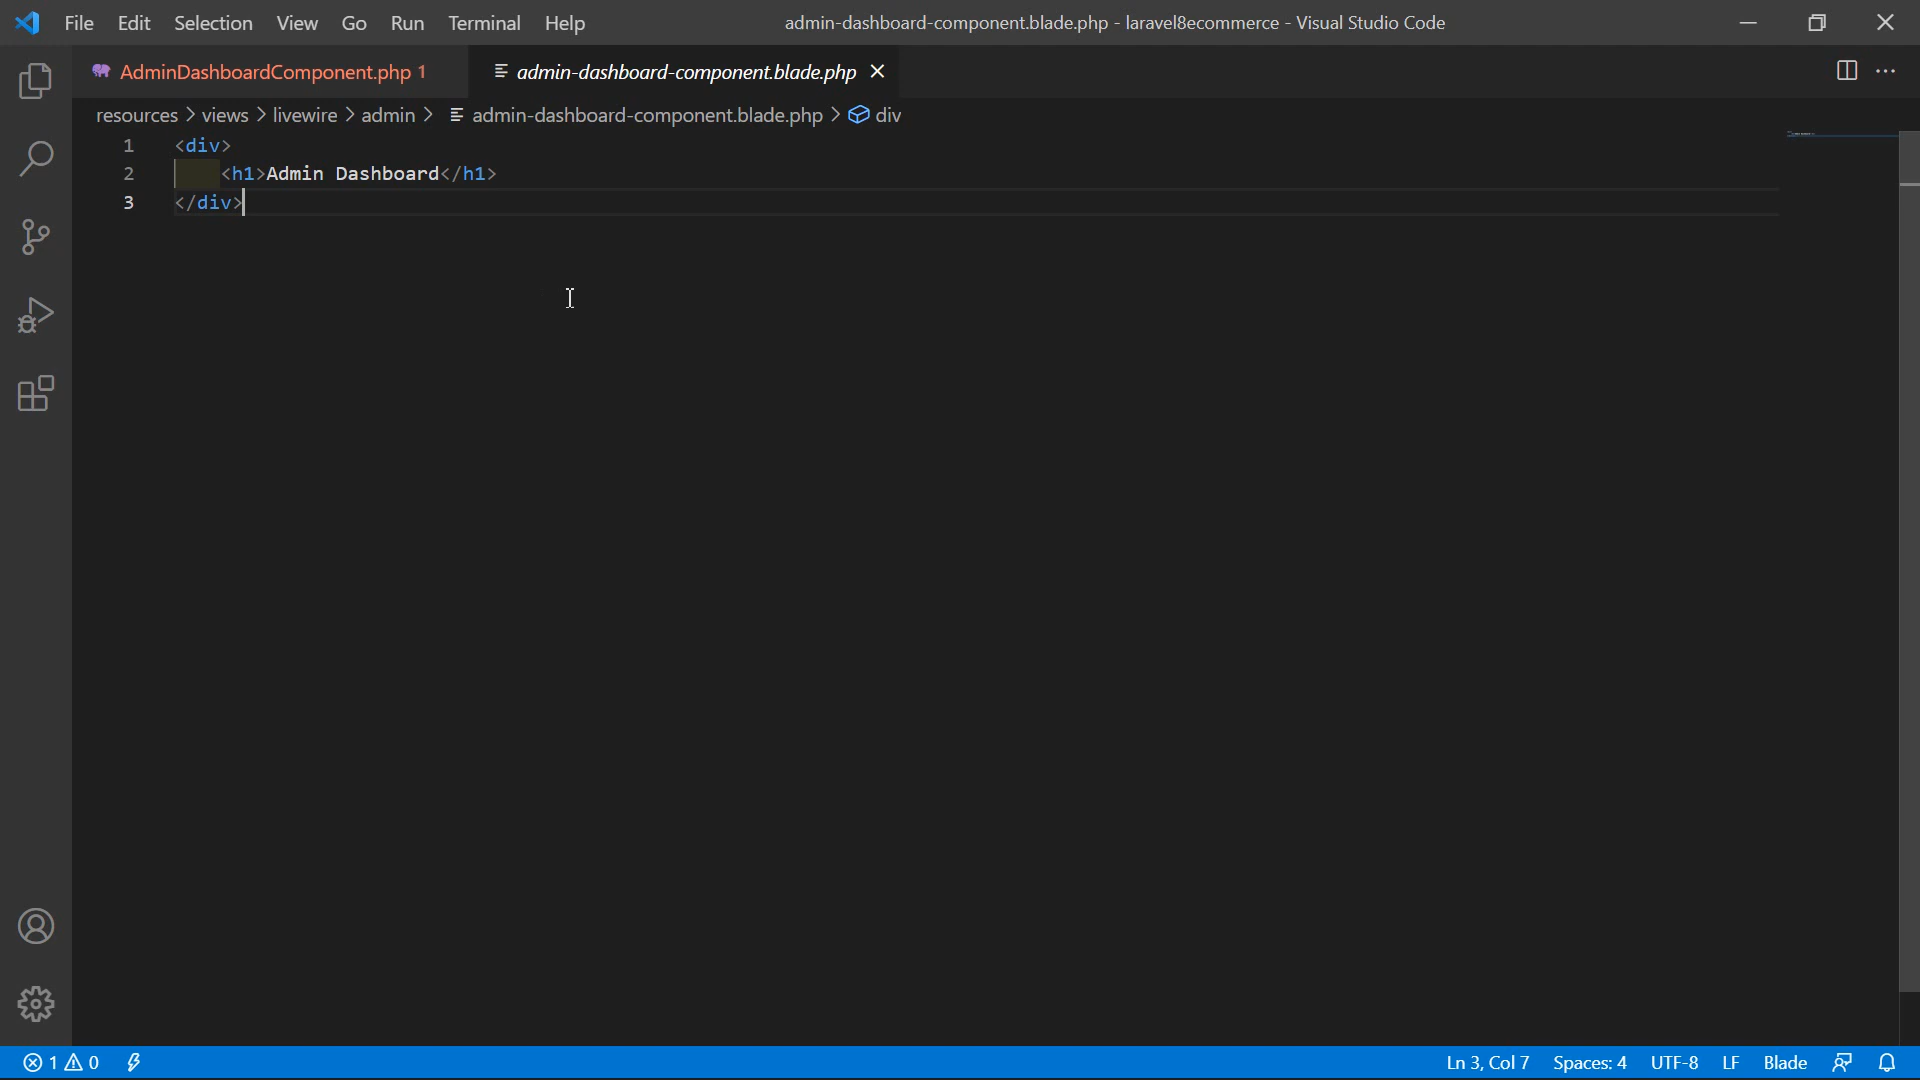 File Edit Selection View Go Run Terminal Help admin-dashboard-component.blade.php - laravel8ecommerce - Visual Studio Code
AdminDashboardComponent.php 1 admin-dashboard-component.blade.php
resources > views > livewire > admin > admin-dashboard-component.blade.php > div
1 <div>
2 <h1>Admin Dashboard</h1>
3 </div>
1 0 Ln 3, Col 7 Spaces: 4 UTF-8 LF Blade